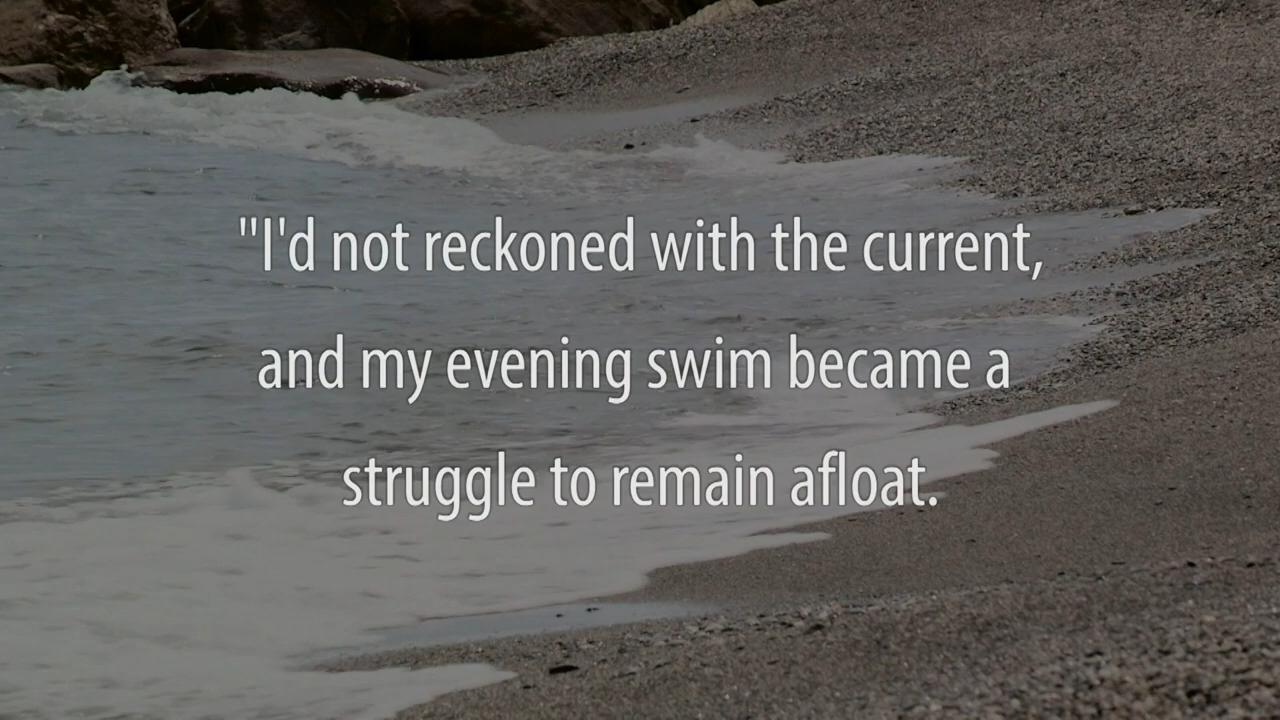 "I'd not reckoned with the current,
and my evening swim became a
struggle to remain afloat.